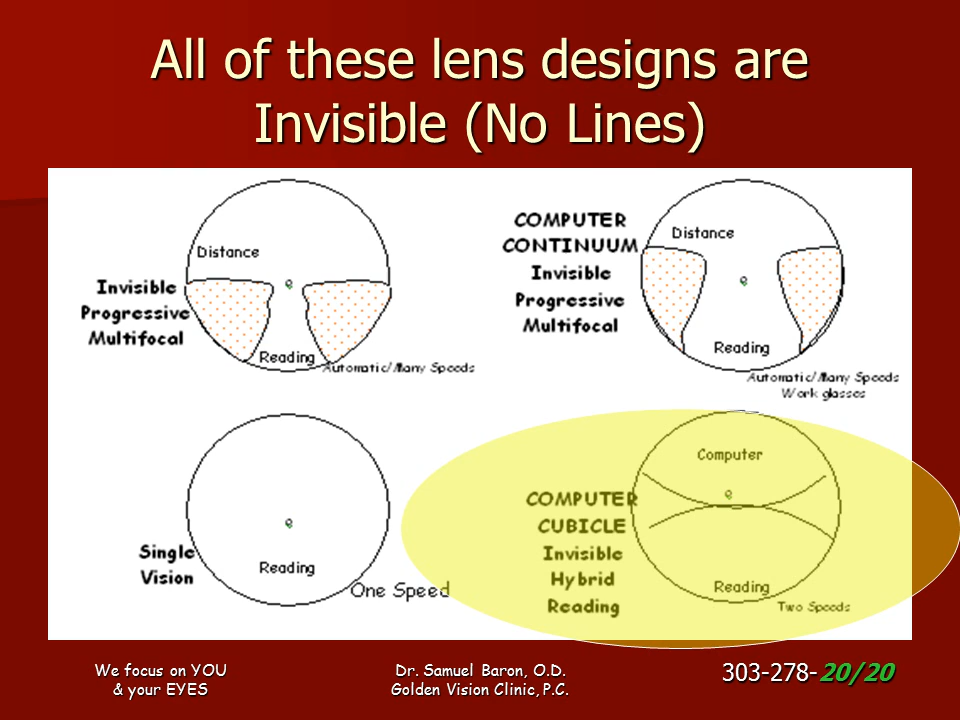 All of these lens designs are
Invisible (No Lines)
Distance
e
Invisible
Progressive
Multifocal
Reading
Automatic/Many Speeds
COMPUTER
CONTINUUM
Invisible
Progressive
Multifocal
Distance
e
Reading
Automatic/Many Speeds
Work glasses
Single
Vision
e
Reading
One Speed
COMPUTER
CUBICLE
Invisible
Hybrid
Reading
Computer
e
Reading
Two Speeds
We focus on YOU
& your EYES
Dr. Samuel Baron, O.D.
Golden Vision Clinic, P.C.
303-278-20/20